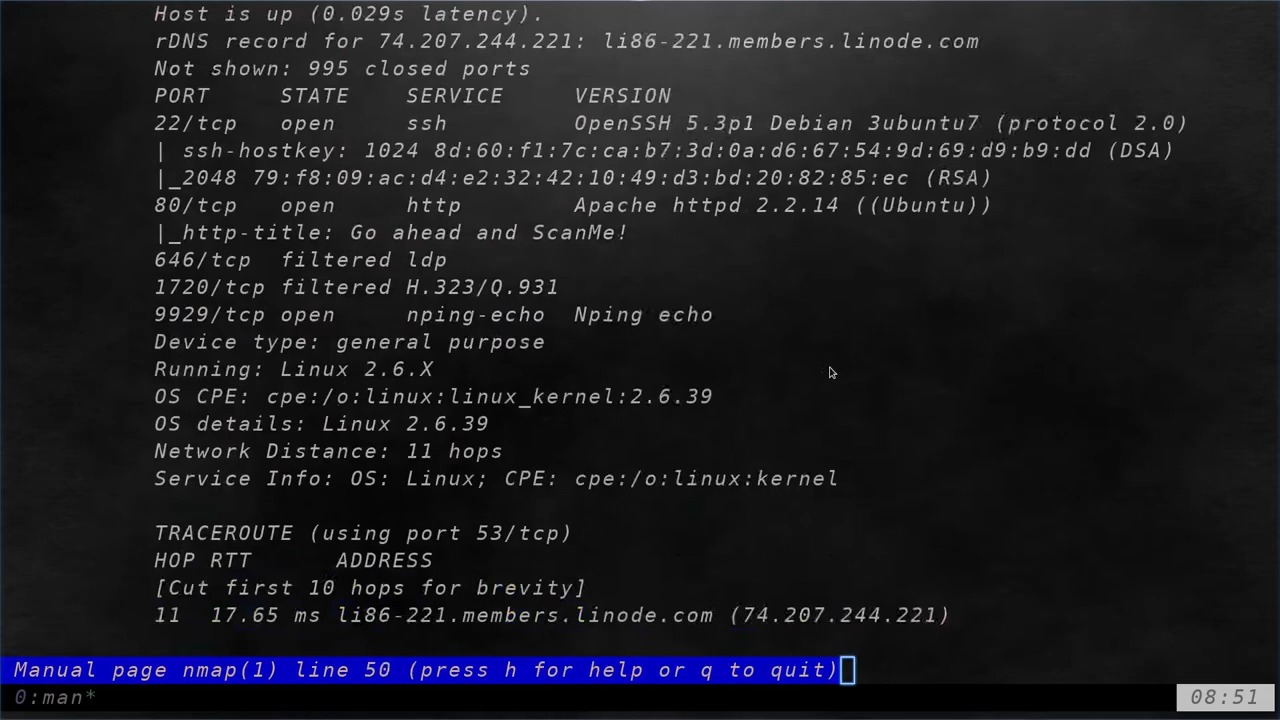 Host is up (0.029s latency).
rDNS record for 74.207.244.221: li86-221.members.linode.com
Not shown: 995 closed ports
PORT     STATE    SERVICE     VERSION
22/tcp   open     ssh         OpenSSH 5.3p1 Debian 3ubuntu7 (protocol 2.0)
| ssh-hostkey: 1024 8d:60:f1:7c:ca:b7:3d:0a:d6:67:54:9d:69:d9:b9:dd (DSA)
|_2048 79:f8:09:ac:d4:e2:32:42:10:49:d3:bd:20:82:85:ec (RSA)
80/tcp   open     http        Apache httpd 2.2.14 ((Ubuntu))
|_http-title: Go ahead and ScanMe!
646/tcp  filtered ldp
1720/tcp filtered H.323/Q.931
9929/tcp open     nping-echo  Nping echo
Device type: general purpose
Running: Linux 2.6.X
OS CPE: cpe:/o:linux:linux_kernel:2.6.39
OS details: Linux 2.6.39
Network Distance: 11 hops
Service Info: OS: Linux; CPE: cpe:/o:linux:kernel
TRACEROUTE (using port 53/tcp)
HOP RTT      ADDRESS
[Cut first 10 hops for brevity]
11  17.65 ms li86-221.members.linode.com (74.207.244.221)
Manual page nmap(1) line 50 (press h for help or q to quit)
0:man*
08:51